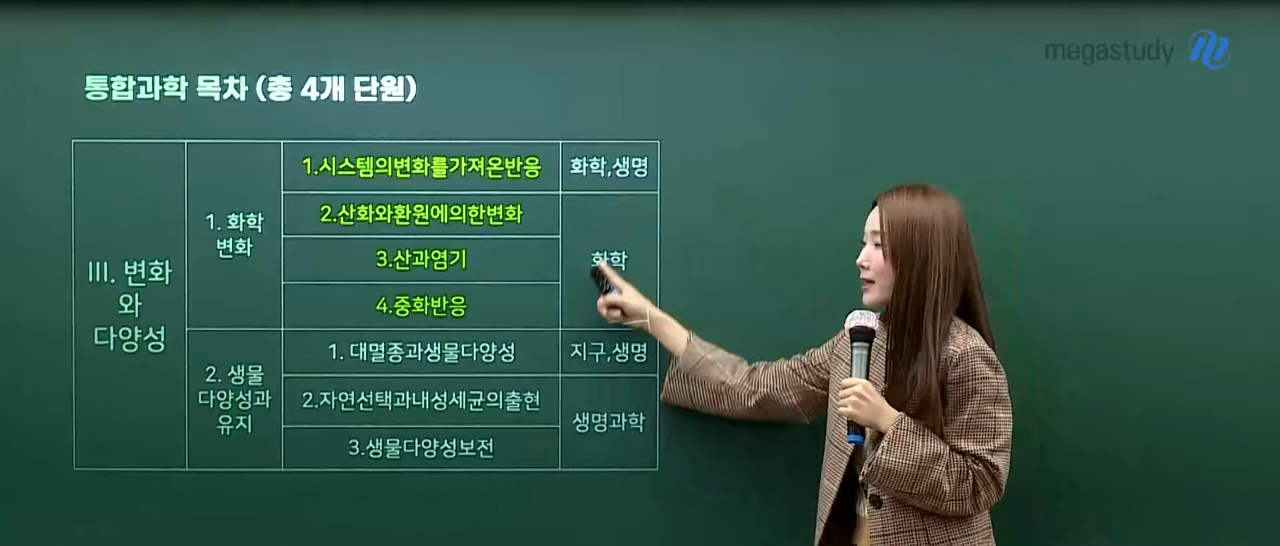 megastudy
통합과학 목차 (총 4개 단원)
III. 변화
와
다양성
1. 화학
변화
1.시스템의변화를가져온반응
화학,생명
2.산화와환원에의한변화
3.산과염기
화학
4.중화반응
2. 생물
다양성과
유지
1. 대멸종과생물다양성
지구,생명
2.자연선택과내성세균의출현
3.생물다양성보전
생명과학